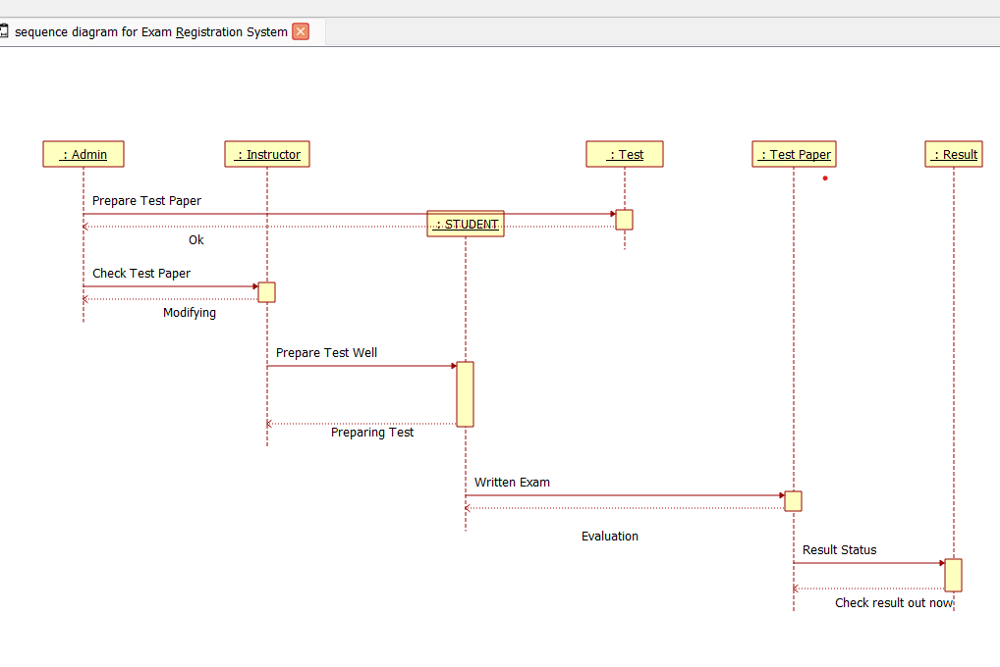 sequence diagram for Exam Registration System
: Admin
: Instructor
: Test
: Test Paper
: Result
Prepare Test Paper
: STUDENT
Ok
Check Test Paper
Modifying
Prepare Test Well
Preparing Test
Written Exam
Evaluation
Result Status
Check result out now